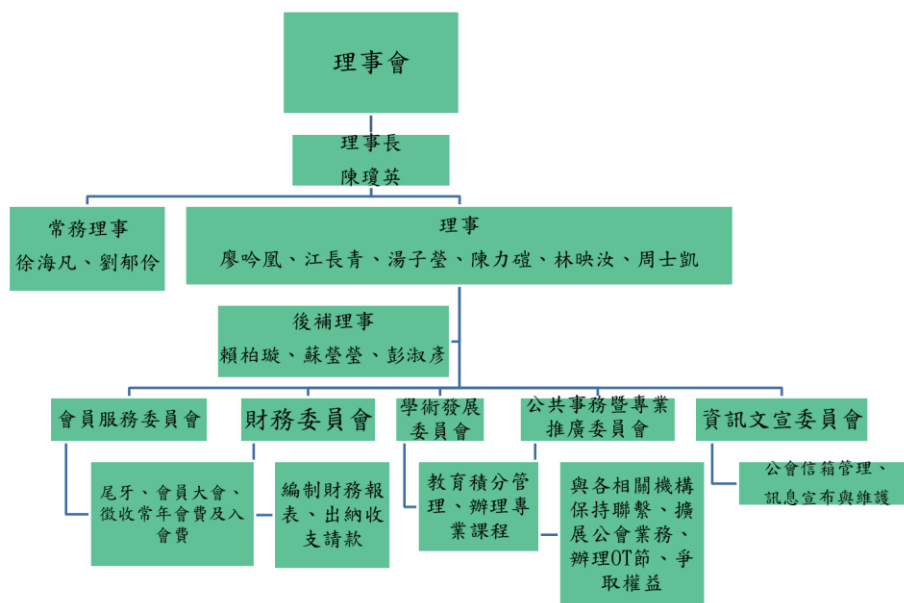 理事會
理事長
陳瓊英
常務理事
徐海凡、劉郁伶
理事
廖吟凰、江長青、湯子瑩、陳力磑、林映汝、周士凱
後補理事
賴柏璇、蘇瑩瑩、彭淑彥
會員服務委員會
財務委員會
學術發展
委員會
公共事務暨專業
推廣委員會
資訊文宣委員會
尾牙、會員大會、
徵收常年會費及入
會費
編制財務報
表、出納收
支請款
教育積分管
理、辦理專
業課程
與各相關機構
保持聯繫、擴
展公會業務、
辦理OT節、爭
取權益
公會信箱管理、
訊息宣布與維護